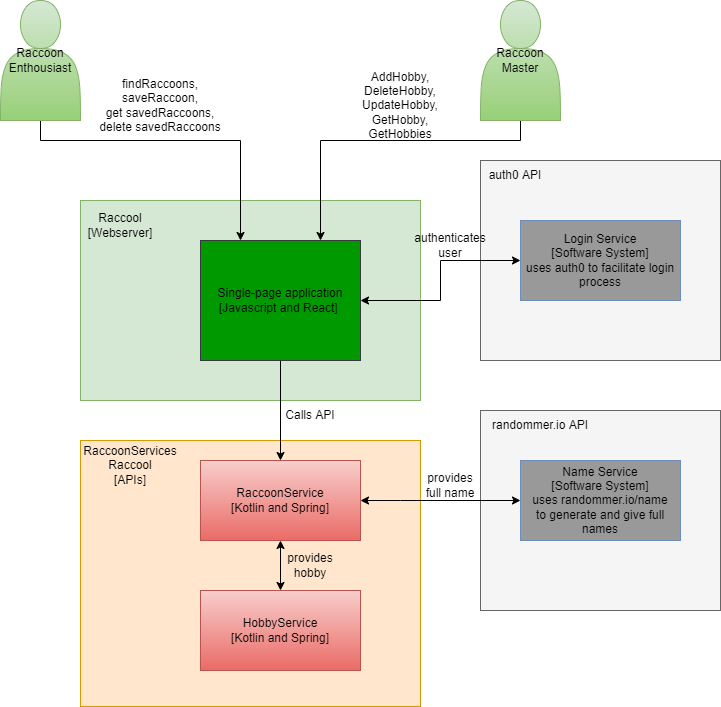 Raccoon
Enthousiast
Raccoon
Master
findRaccoons,
saveRaccoon,
get savedRaccoons,
delete savedRaccoons
AddHobby,
DeleteHobby,
UpdateHobby,
GetHobby,
GetHobbies
auth0 API
Raccool
[Webserver]
authenticates
user
Login Service
[Software System]
uses auth0 to facilitate login
process
Single-page application
[Javascript and React]
Calls API
randommer.io API
RaccoonServices
Raccool
[APIs]
RaccoonService
[Kotlin and Spring]
provides
full name
Name Service
[Software System]
uses randommer.io/name
to generate and give full
names
provides
hobby
HobbyService
[Kotlin and Spring]